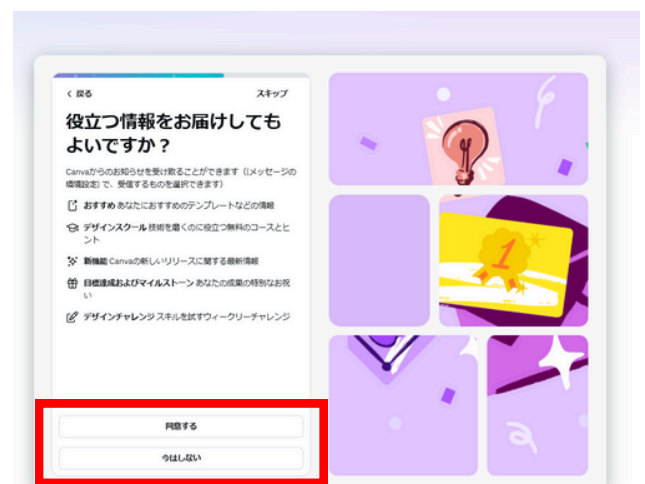 < 戻る
スキップ
役立つ情報をお届けしても
よいですか?
Canvaからのお知らせを受け取ることができます([メッセージの
環境設定] で、受信するものを選択できます)
おすすめ あなたにおすすめのテンプレートなどの情報
デザインスクール 技術を磨くのに役立つ無料のコースとヒ
ント
新機能 Canvaの新しいリリースに関する最新情報
目標達成およびマイルストーン あなたの成果の特別なお祝
い
デザインチャレンジ スキルを試すウィークリーチャレンジ
同意する
今はしない
1